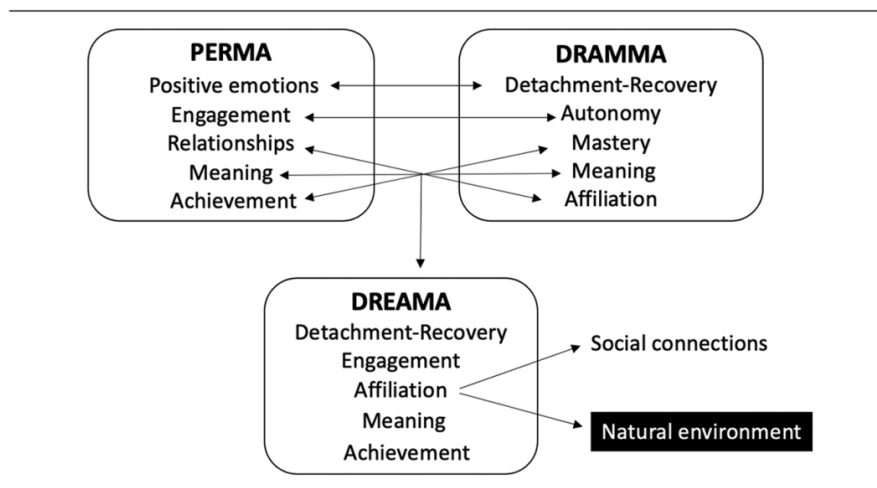 PERMA
Positive emotions
Engagement
Relationships
Meaning
Achievement
DRAMMA
Detachment-Recovery
Autonomy
Mastery
Meaning
Affiliation
DREAMA
Detachment-Recovery
Engagement
Affiliation
Meaning
Achievement
Social connections
Natural environment